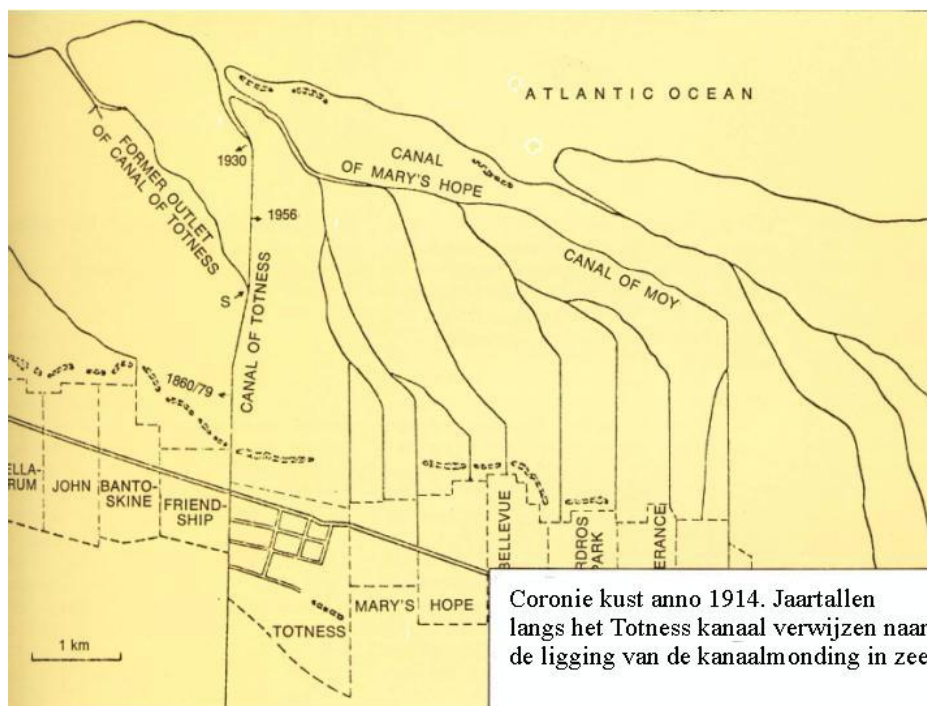 ATLANTIC OCEAN
FORMER OUTLET
OF CANAL OF TOTNESS
1930
CANAL
OF MARY'S HOPE
1956
CANAL OF MOY
S
CANAL OF TOTNESS
1860/79
ELLA-
RUM
JOHN
BANTO-
SKINE
FRIEND-
SHIP
BELLEVUE
RDROS
PARK
ERANCE
MARY'S HOPE
TOTNESS
1 km
Coronie kust anno 1914. Jaartallen
langs het Totness kanaal verwijzen naar
de ligging van de kanaalmonding in zee